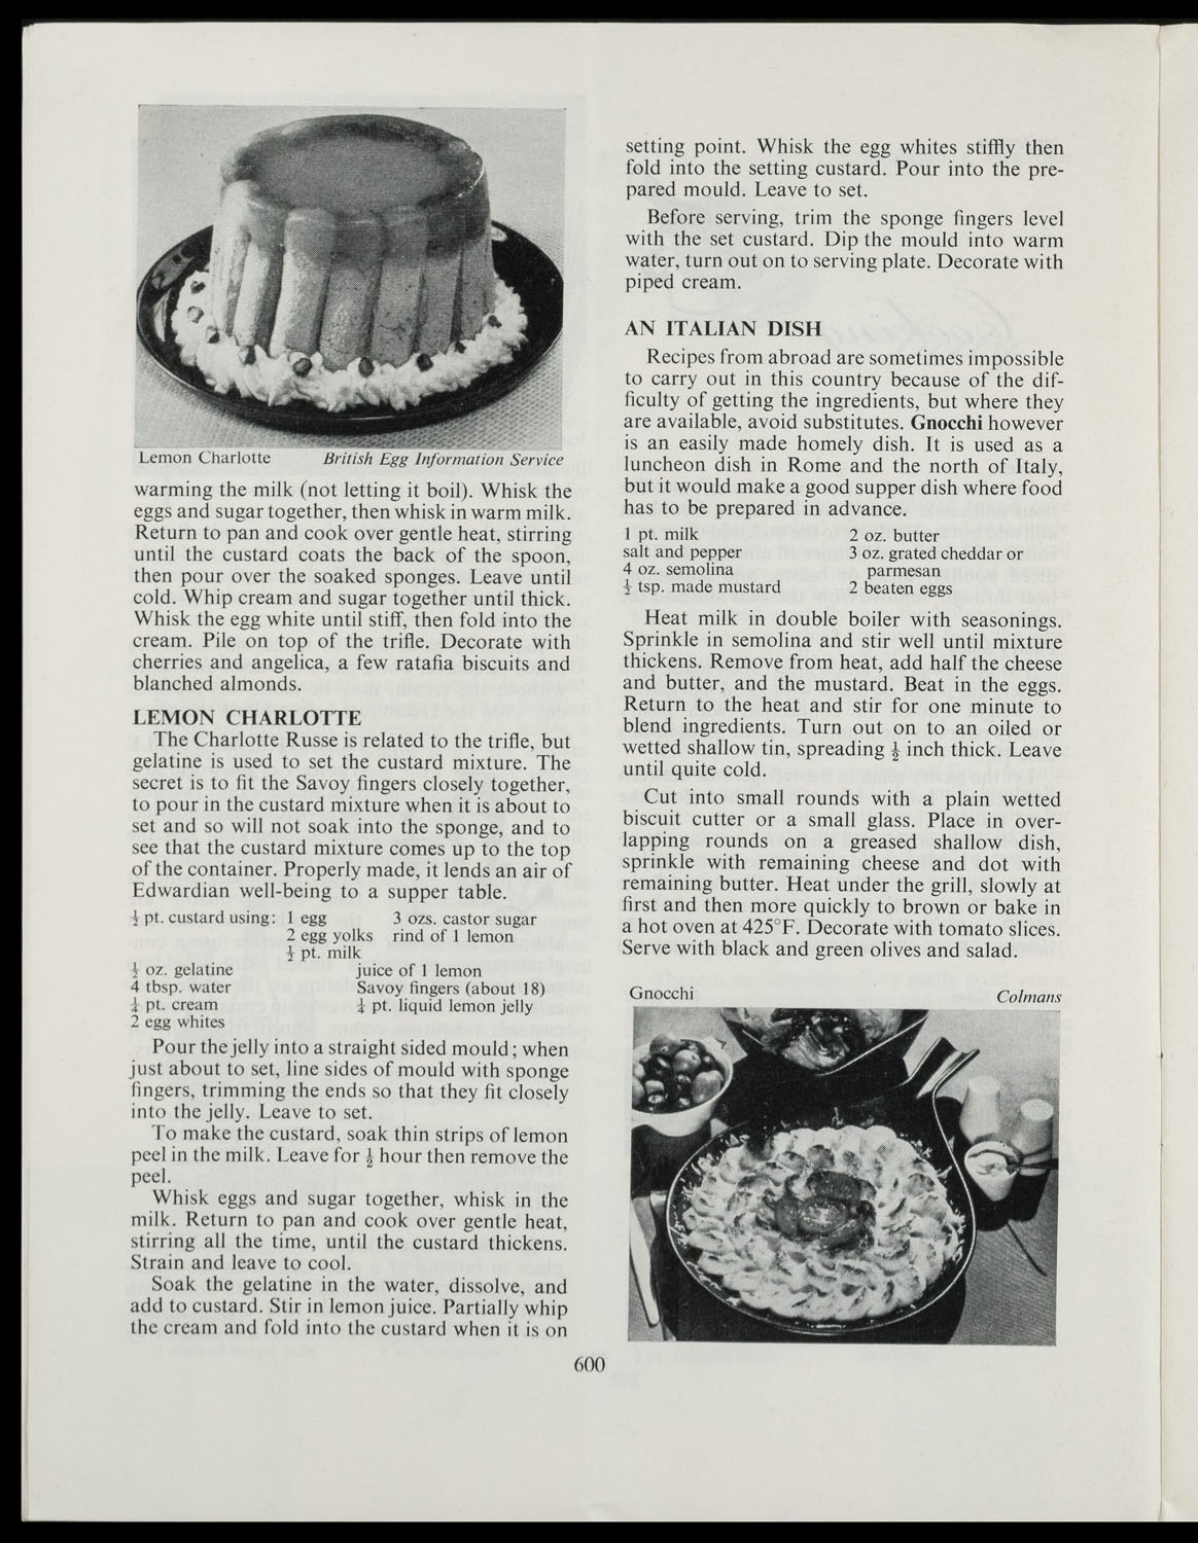 Lemon Charlotte British Egg Information Service
warming the milk (not letting it boil). Whisk the
eggs and sugar together, then whisk in warm milk.
Return to pan and cook over gentle heat, stirring
until the custard coats the back of the spoon,
then pour over the soaked sponges. Leave until
cold. Whip cream and sugar together until thick.
Whisk the egg white until stiff, then fold into the
cream. Pile on top of the trifle. Decorate with
cherries and angelica, a few ratafia biscuits and
blanched almonds.
LEMON CHARLOTTE
The Charlotte Russe is related to the trifle, but
gelatine is used to set the custard mixture. The
secret is to fit the Savoy fingers closely together,
to pour in the custard mixture when it is about to
set and so will not soak into the sponge, and to
see that the custard mixture comes up to the top
of the container. Properly made, it lends an air of
Edwardian well-being to a supper table.
½ pt. custard using: 1 egg 3 ozs. castor sugar
2 egg yolks rind of 1 lemon
½ pt. milk
½ oz. gelatine juice of 1 lemon
4 tbsp. water Savoy fingers (about 18)
¼ pt. cream ¼ pt. liquid lemon jelly
2 egg whites
Pour the jelly into a straight sided mould; when
just about to set, line sides of mould with sponge
fingers, trimming the ends so that they fit closely
into the jelly. Leave to set.
To make the custard, soak thin strips of lemon
peel in the milk. Leave for ½ hour then remove the
peel.
Whisk eggs and sugar together, whisk in the
milk. Return to pan and cook over gentle heat,
stirring all the time, until the custard thickens.
Strain and leave to cool.
Soak the gelatine in the water, dissolve, and
add to custard. Stir in lemon juice. Partially whip
the cream and fold into the custard when it is on
setting point. Whisk the egg whites stiffly then
fold into the setting custard. Pour into the pre-
pared mould. Leave to set.
Before serving, trim the sponge fingers level
with the set custard. Dip the mould into warm
water, turn out on to serving plate. Decorate with
piped cream.
AN ITALIAN DISH
Recipes from abroad are sometimes impossible
to carry out in this country because of the dif-
ficulty of getting the ingredients, but where they
are available, avoid substitutes. Gnocchi however
is an easily made homely dish. It is used as a
luncheon dish in Rome and the north of Italy,
but it would make a good supper dish where food
has to be prepared in advance.
1 pt. milk 2 oz. butter
salt and pepper 3 oz. grated cheddar or
4 oz. semolina parmesan
½ tsp. made mustard 2 beaten eggs
Heat milk in double boiler with seasonings.
Sprinkle in semolina and stir well until mixture
thickens. Remove from heat, add half the cheese
and butter, and the mustard. Beat in the eggs.
Return to the heat and stir for one minute to
blend ingredients. Turn out on to an oiled or
wetted shallow tin, spreading ½ inch thick. Leave
until quite cold.
Cut into small rounds with a plain wetted
biscuit cutter or a small glass. Place in over-
lapping rounds on a greased shallow dish,
sprinkle with remaining cheese and dot with
remaining butter. Heat under the grill, slowly at
first and then more quickly to brown or bake in
a hot oven at 425°F. Decorate with tomato slices.
Serve with black and green olives and salad.
Gnocchi Colmans
600